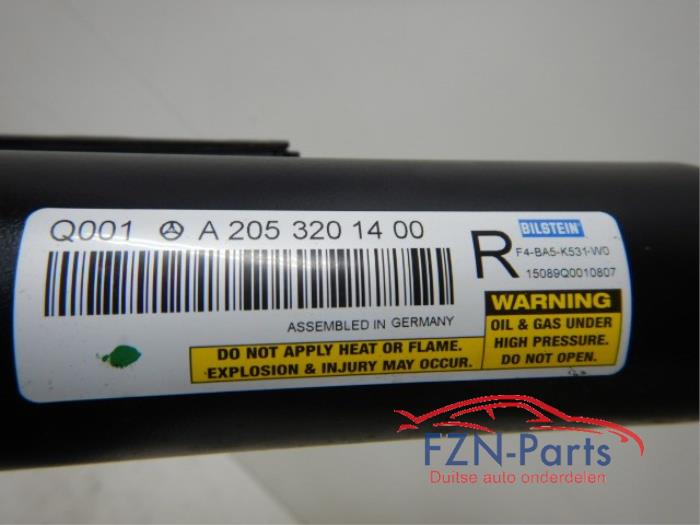 Q001 A 205 320 14 00
ASSEMBLED IN GERMANY
DO NOT APPLY HEAT OR FLAME.
EXPLOSION & INJURY MAY OCCUR.
R
BILSTEIN
F4-BA5-K531-W0
15089Q0010807
WARNING
OIL & GAS UNDER
HIGH PRESSURE.
DO NOT OPEN.
FZN-Parts
Duitse auto onderdelen